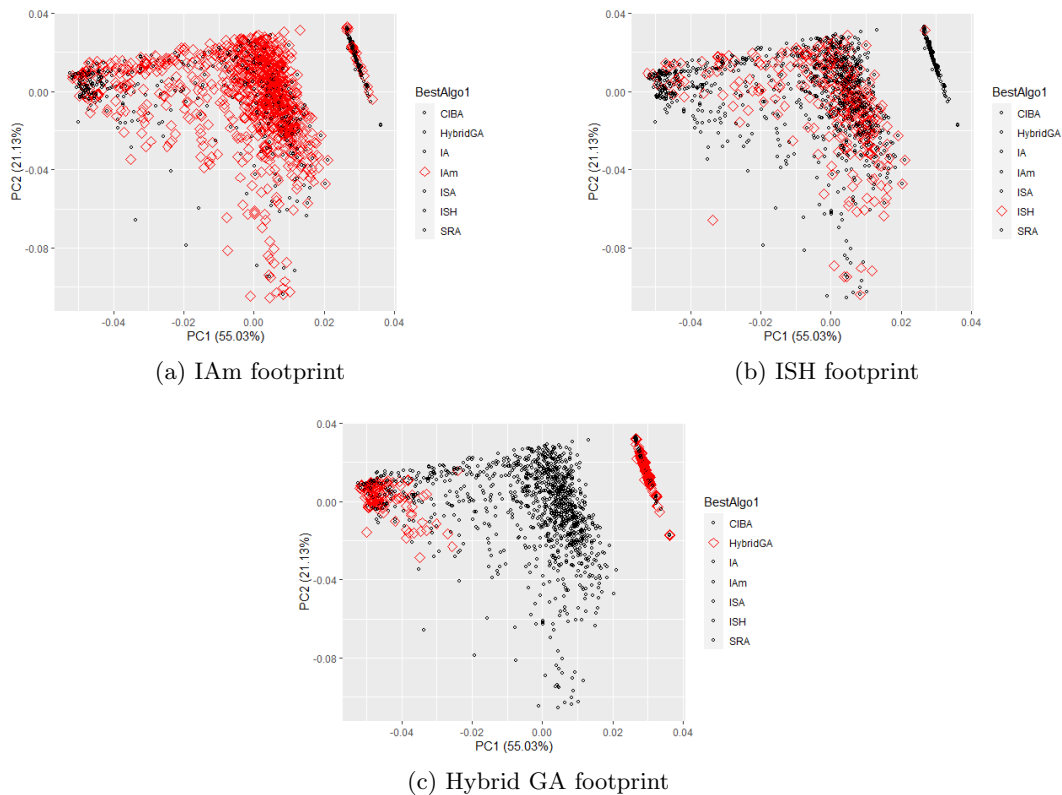 0.04
0.00
-0.04
-0.08
PC2 (21.13%)
-0.04
-0.02
0.00
0.02
0.04
PC1 (55.03%)
BestAlgo1
CIBA
HybridGA
IA
IAm
ISA
ISH
SRA
(a) IAm footprint
0.04
0.00
-0.04
-0.08
PC2 (21.13%)
-0.04
-0.02
0.00
0.02
0.04
PC1 (55.03%)
BestAlgo1
CIBA
HybridGA
IA
IAm
ISA
ISH
SRA
(b) ISH footprint
0.04
0.00
-0.04
-0.08
PC2 (21.13%)
-0.04
-0.02
0.00
0.02
0.04
PC1 (55.03%)
BestAlgo1
CIBA
HybridGA
IA
IAm
ISA
ISH
SRA
(c) Hybrid GA footprint